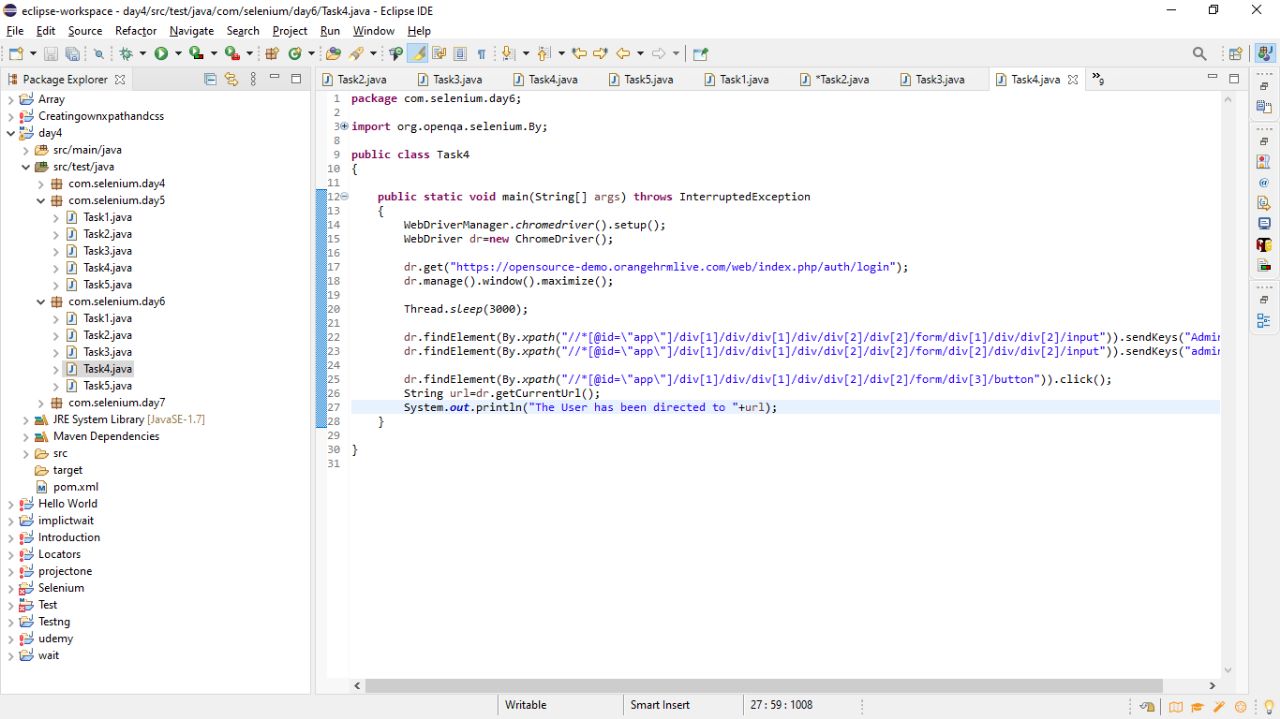 eclipse-workspace - day4/src/test/java/com/selenium/day6/Task4.java - Eclipse IDE
File Edit Source Refactor Navigate Search Project Run Window Help
Package Explorer
Array
Creatingownxpathandcss
day4
src/main/java
src/test/java
com.selenium.day4
com.selenium.day5
Task1.java
Task2.java
Task3.java
Task4.java
Task5.java
com.selenium.day6
Task1.java
Task2.java
Task3.java
Task4.java
Task5.java
com.selenium.day7
JRE System Library [JavaSE-1.7]
Maven Dependencies
src
target
pom.xml
Hello World
implictwait
Introduction
Locators
projectone
Selenium
Test
Testng
udemy
wait
Task2.java Task3.java Task4.java Task5.java Task1.java *Task2.java Task3.java Task4.java »9
1 package com.selenium.day6;
2
3 import org.openqa.selenium.By;
8
9 public class Task4
10 {
11
12 public static void main(String[] args) throws InterruptedException
13 {
14 WebDriverManager.chromedriver().setup();
15 WebDriver dr=new ChromeDriver();
16
17 dr.get("https://opensource-demo.orangehrmlive.com/web/index.php/auth/login");
18 dr.manage().window().maximize();
19
20 Thread.sleep(3000);
21
22 dr.findElement(By.xpath("//*[@id=\"app\"]/div[1]/div/div[1]/div/div[2]/div[2]/form/div[1]/div/div[2]/input")).sendKeys("Admin
23 dr.findElement(By.xpath("//*[@id=\"app\"]/div[1]/div/div[1]/div/div[2]/div[2]/form/div[2]/div/div[2]/input")).sendKeys("admin
24
25 dr.findElement(By.xpath("//*[@id=\"app\"]/div[1]/div/div[1]/div/div[2]/div[2]/form/div[3]/button")).click();
26 String url=dr.getCurrentUrl();
27 System.out.println("The User has been directed to "+url);
28 }
29
30 }
31
Writable Smart Insert 27 : 59 : 1008